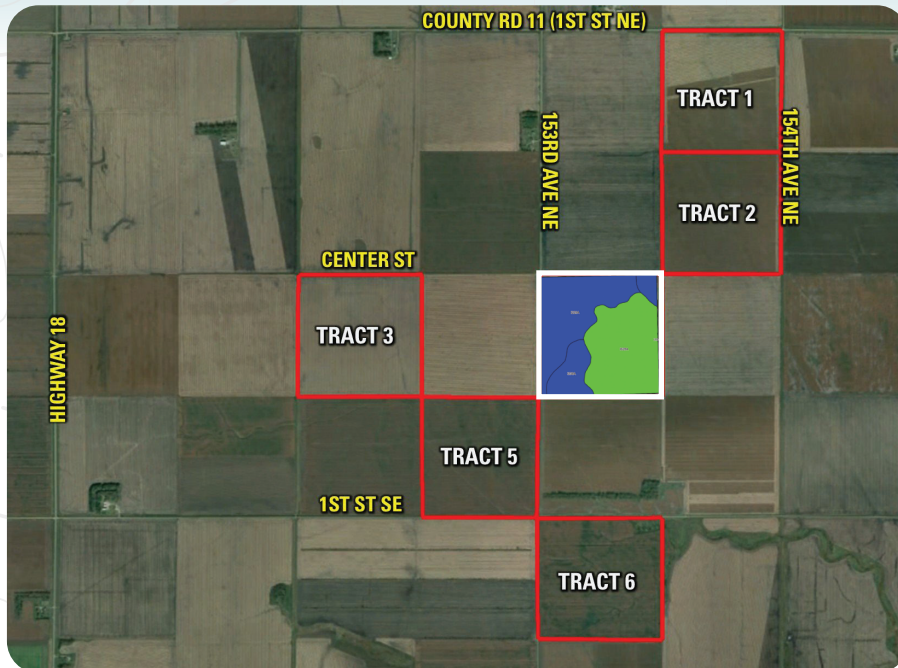 COUNTY RD 11 (1ST ST NE)
TRACT 1
153RD AVE NE
154TH AVE NE
TRACT 2
CENTER ST
TRACT 3
HIGHWAY 18
TRACT 5
1ST ST SE
TRACT 6